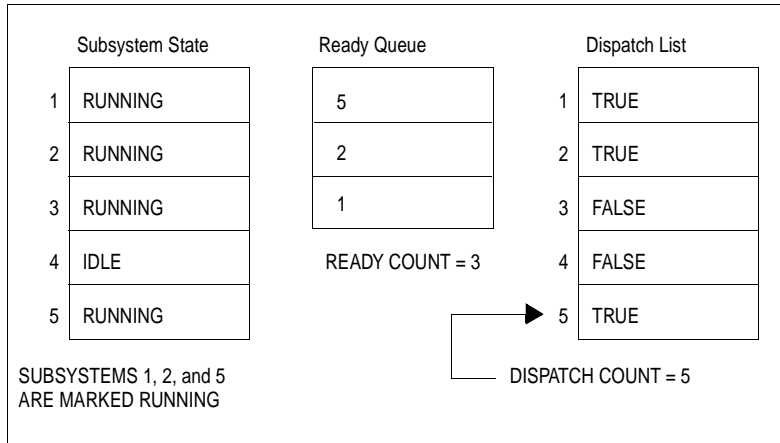 Subsystem State
1 RUNNING
2 RUNNING
3 RUNNING
4 IDLE
5 RUNNING
SUBSYSTEMS 1, 2, and 5
ARE MARKED RUNNING
Ready Queue
5
2
1
READY COUNT = 3
Dispatch List
1 TRUE
2 TRUE
3 FALSE
4 FALSE
5 TRUE
DISPATCH COUNT = 5